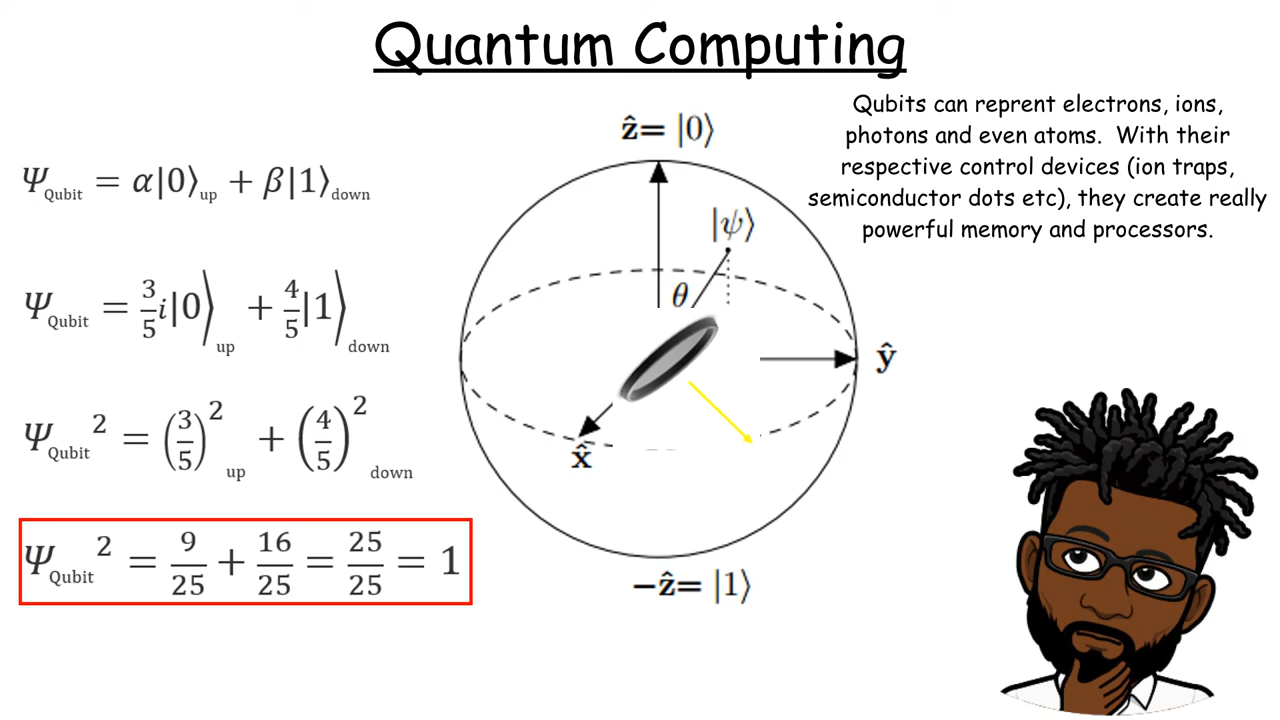 Quantum Computing
Qubits can reprent electrons, ions,
photons and even atoms. With their
respective control devices (ion traps,
semiconductor dots etc), they create really
powerful memory and processors.
Ψ_Qubit = α|0⟩_up + β|1⟩_down
Ψ_Qubit = 3/5 i|0⟩_up + 4/5 |1⟩_down
Ψ_Qubit ² = (3/5)²_up + (4/5)²_down
Ψ_Qubit ² = 9/25 + 16/25 = 25/25 = 1
ẑ= |0⟩
|ψ⟩
θ
ŷ
x̂
−ẑ= |1⟩